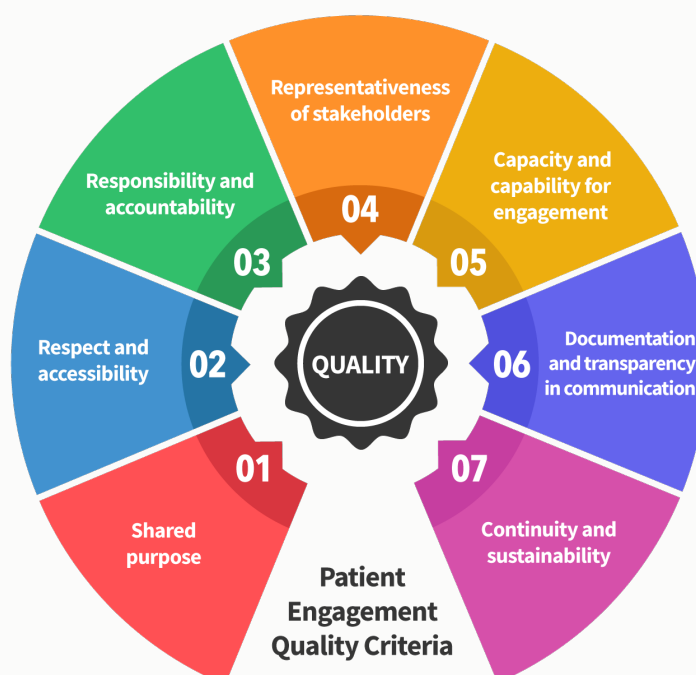 Representativeness
of stakeholders
04
Capacity and
capability for
engagement
05
Responsibility and
accountability
03
Respect and
accessibility
02
QUALITY
06
Documentation
and transparency
in communication
01
Shared
purpose
07
Continuity and
sustainability
Patient
Engagement
Quality Criteria